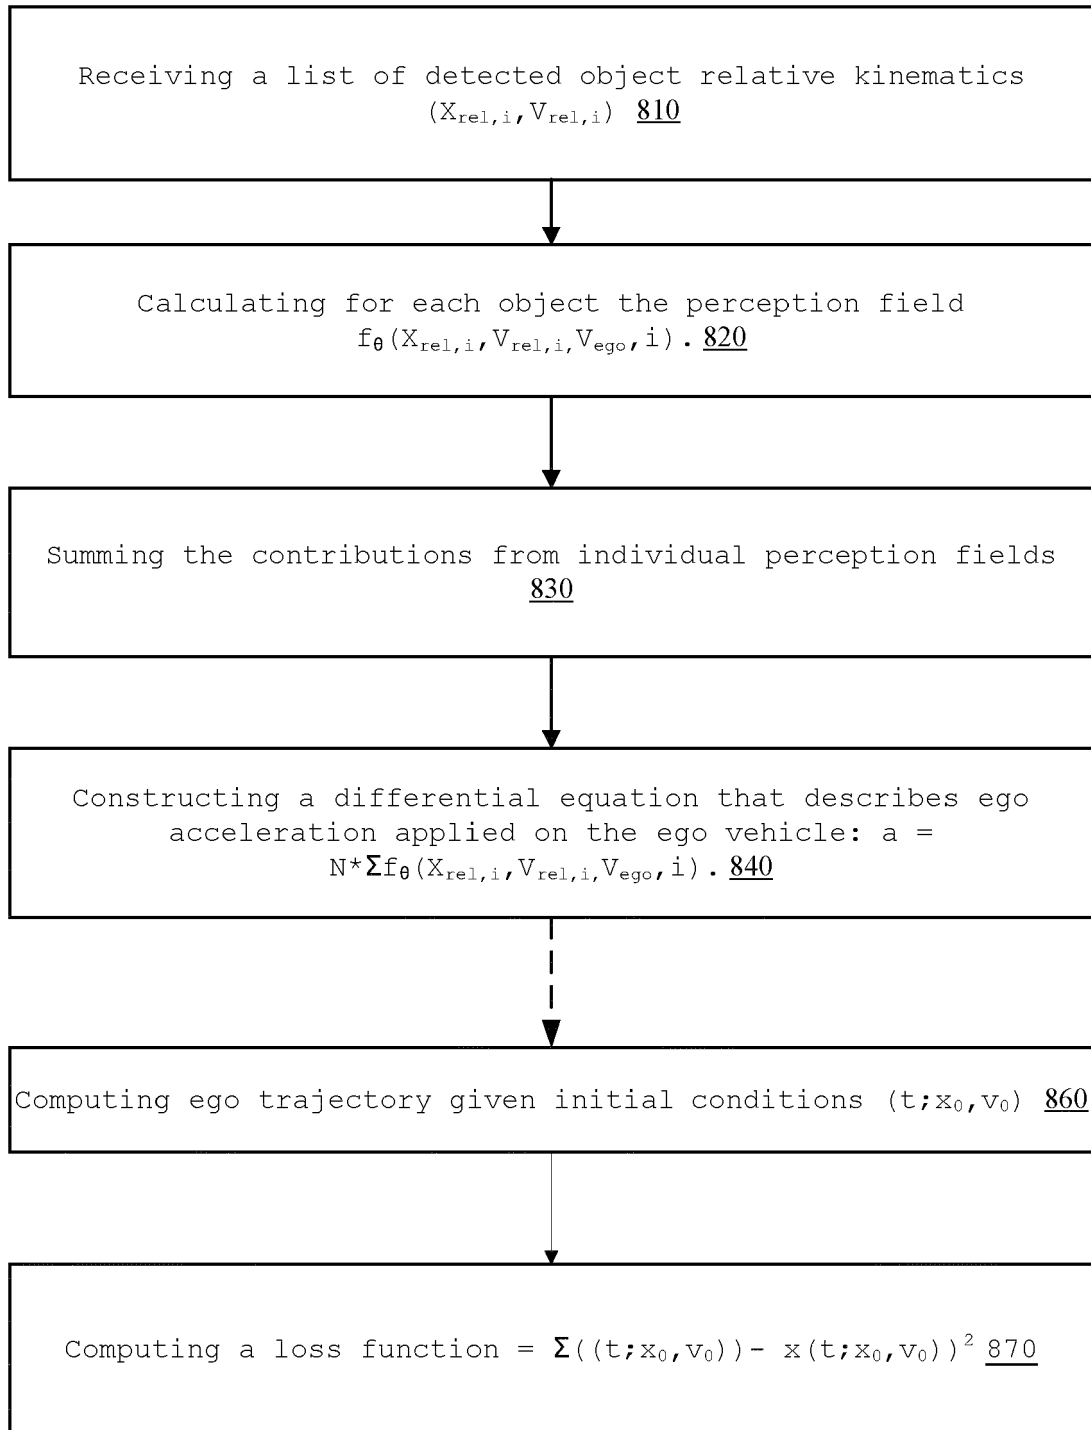 Receiving a list of detected object relative kinematics
(Xrel,i,Vrel,i) 810
Calculating for each object the perception field
fθ(Xrel,i,Vrel,i,Vego,i). 820
Summing the contributions from individual perception fields
830
Constructing a differential equation that describes ego
acceleration applied on the ego vehicle: a =
N*Σfθ(Xrel,i,Vrel,i,Vego,i). 840
Computing ego trajectory given initial conditions (t;x₀,v₀) 860
Computing a loss function = Σ((t;x₀,v₀))- x(t;x₀,v₀))² 870